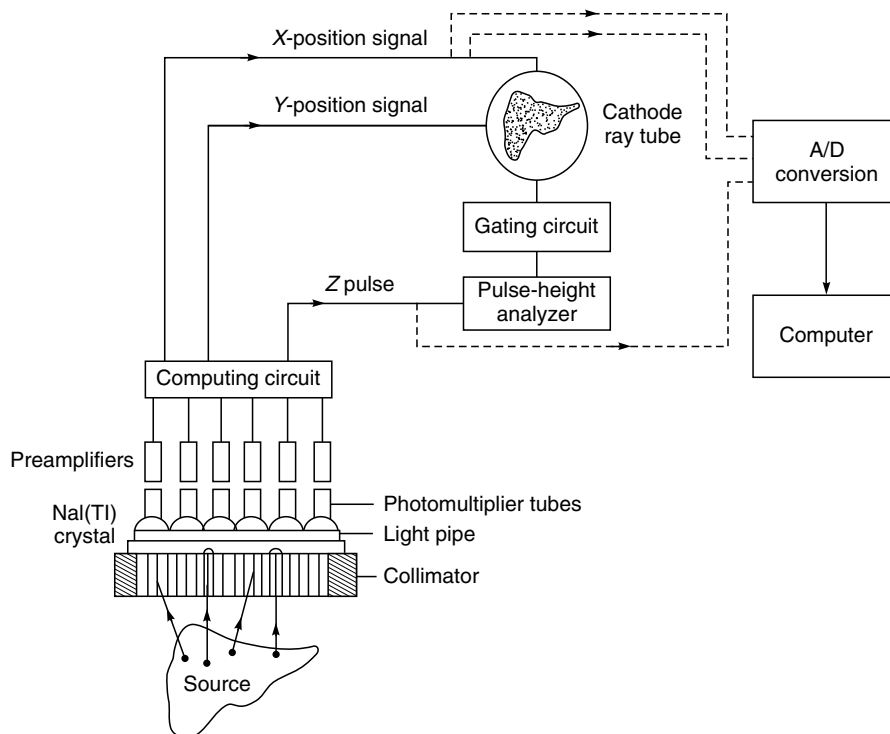 X-position signal
Y-position signal
Cathode
ray tube
A/D
conversion
Gating circuit
Z pulse
Pulse-height
analyzer
Computer
Computing circuit
Preamplifiers
Photomultiplier tubes
NaI(TI)
crystal
Light pipe
Collimator
Source